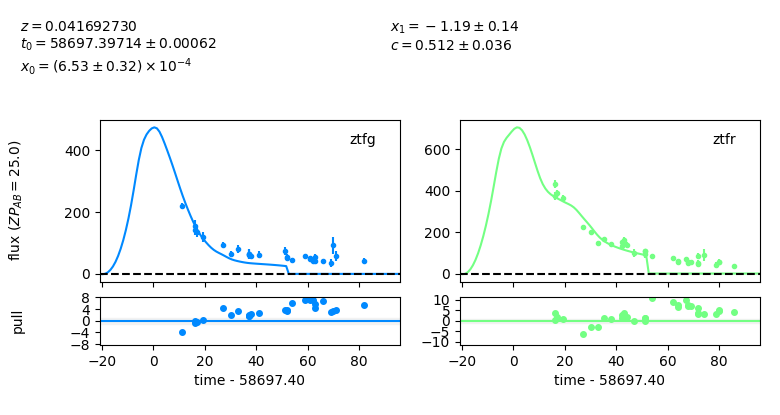 z = 0.041692730
t₀ = 58697.39714 ± 0.00062
x₀ = (6.53 ± 0.32) × 10⁻⁴
x₁ = −1.19 ± 0.14
c = 0.512 ± 0.036
flux (ZP_AB = 25.0)
ztfg
400
200
0
ztfr
600
400
200
0
pull
8
4
0
−4
−8
−20 0 20 40 60 80
time - 58697.40
10
5
0
−5
−10
−20 0 20 40 60 80
time - 58697.40